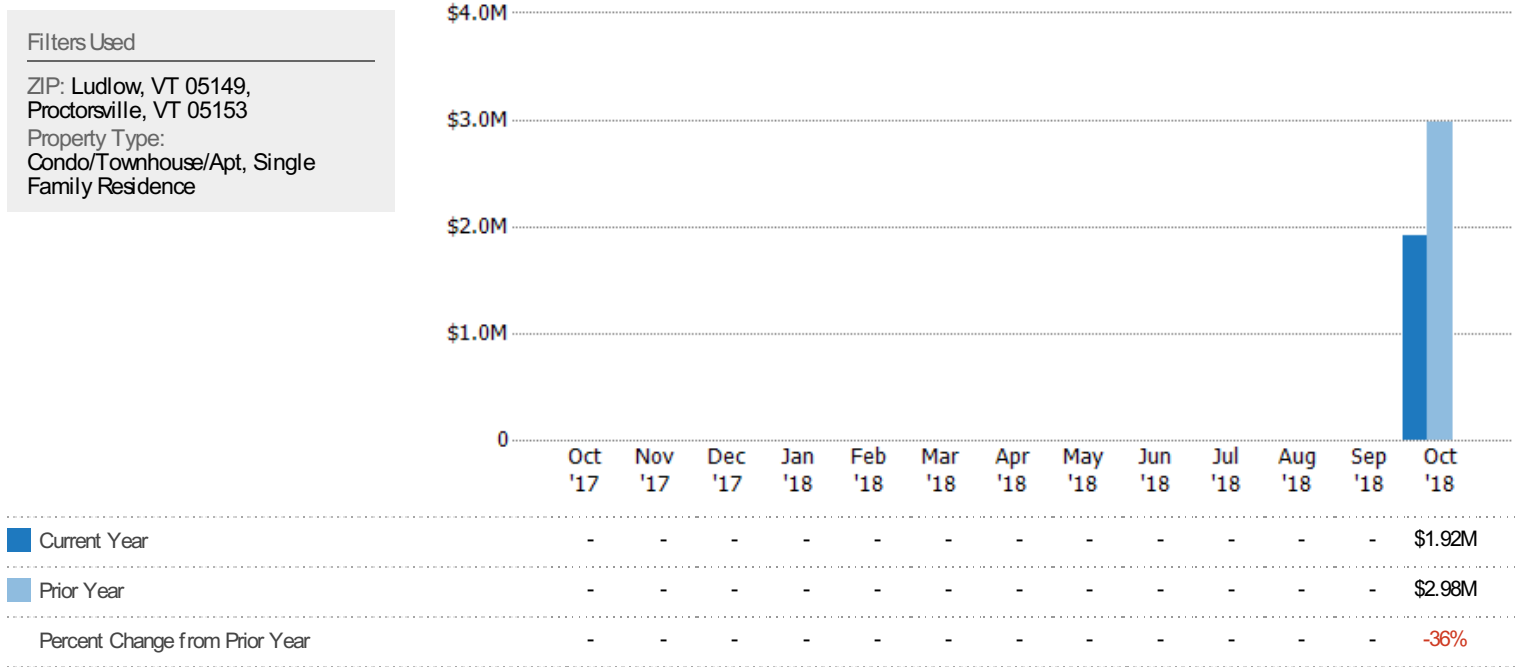 Filters Used
ZIP: Ludlow, VT 05149,
Proctorsville, VT 05153
Property Type:
Condo/Townhouse/Apt, Single
Family Residence
$4.0M
$3.0M
$2.0M
$1.0M
0
Oct Nov Dec Jan Feb Mar Apr May Jun Jul Aug Sep Oct
'17 '17 '17 '18 '18 '18 '18 '18 '18 '18 '18 '18 '18
Current Year - - - - - - - - - - - - $1.92M
Prior Year - - - - - - - - - - - - $2.98M
Percent Change from Prior Year - - - - - - - - - - - - -36%